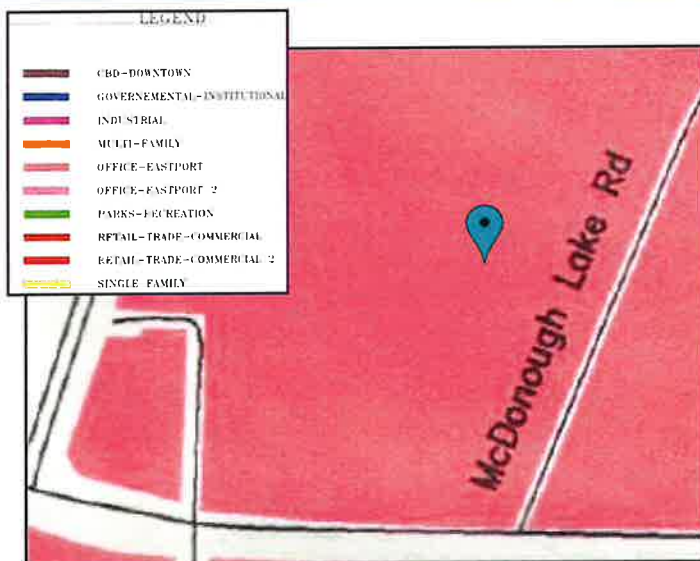 LEGEND
CBD-DOWNTOWN
GOVERNEMENTAL-INSTITUTIONAL
INDUSTRIAL
MULTI-FAMILY
OFFICE-EASTPORT
OFFICE-EASTPORT 2
PARKS-RECREATION
RETAIL-TRADE-COMMERCIAL
RETAIL-TRADE-COMMERCIAL 2
SINGLE FAMILY
McDonough Lake Rd